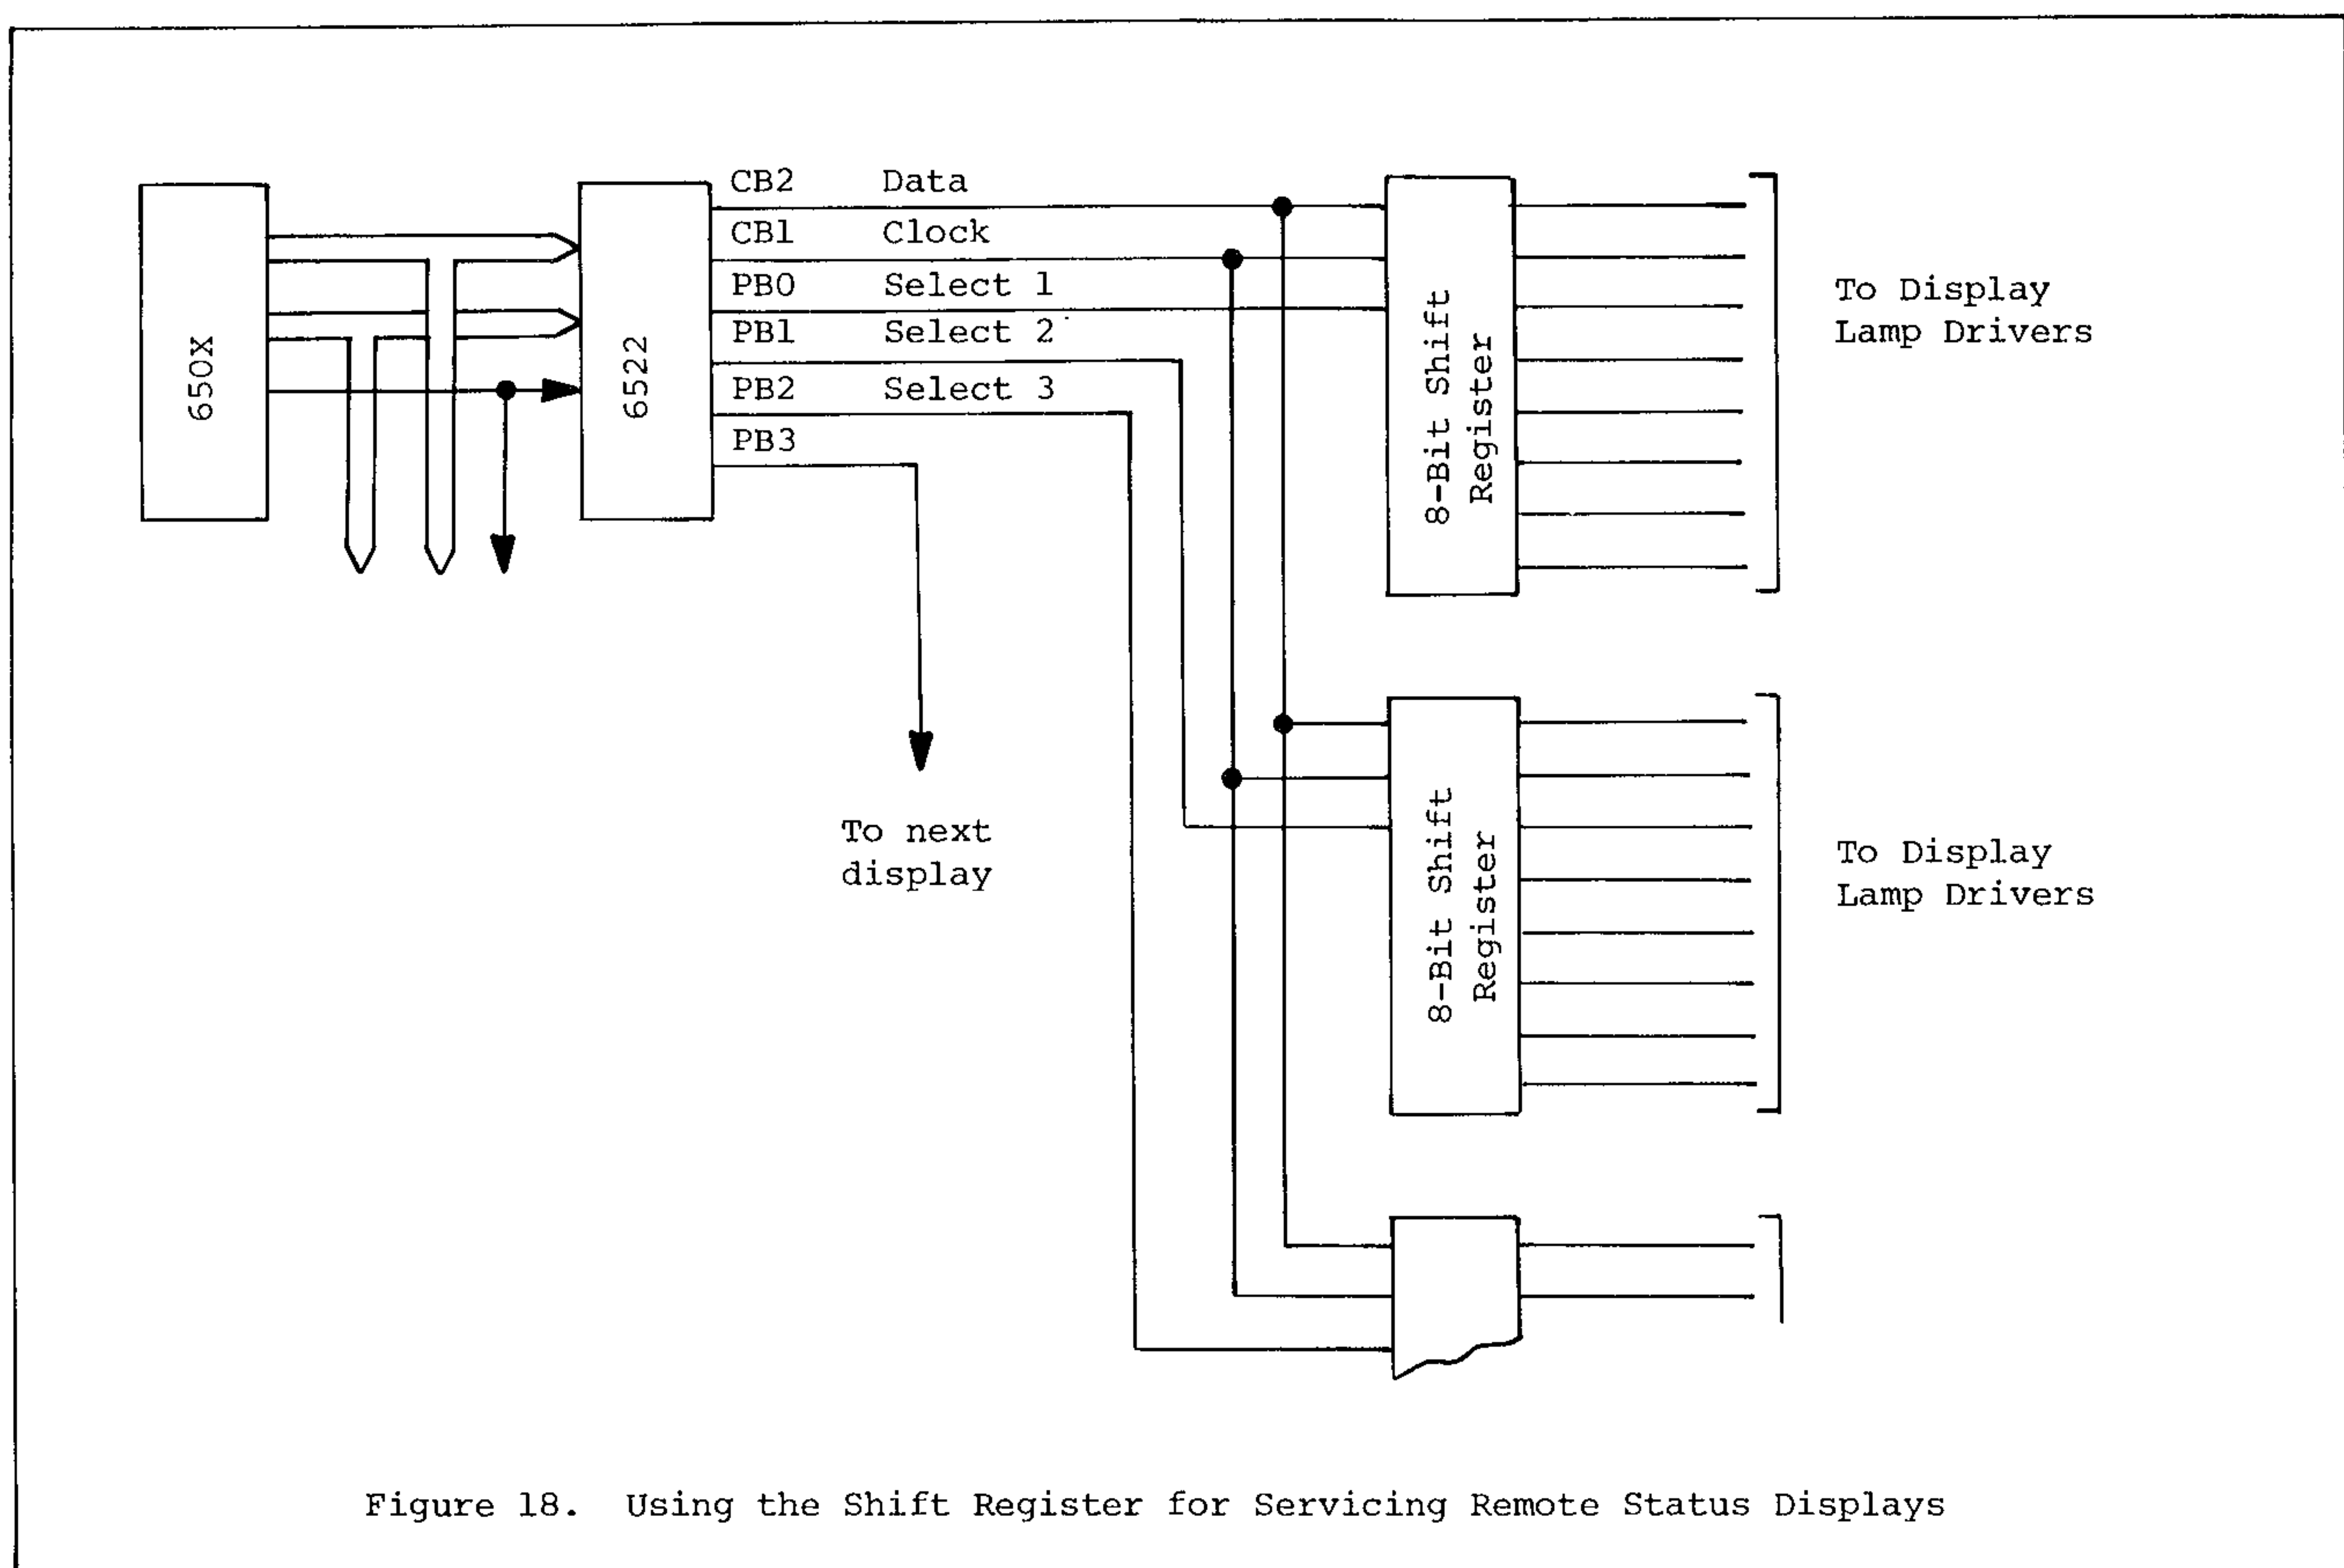 650X
6522
CB2 Data
CB1 Clock
PB0 Select 1
PB1 Select 2
PB2 Select 3
PB3
To next
display
8-Bit Shift
Register
To Display
Lamp Drivers
8-Bit Shift
Register
To Display
Lamp Drivers
Figure 18. Using the Shift Register for Servicing Remote Status Displays